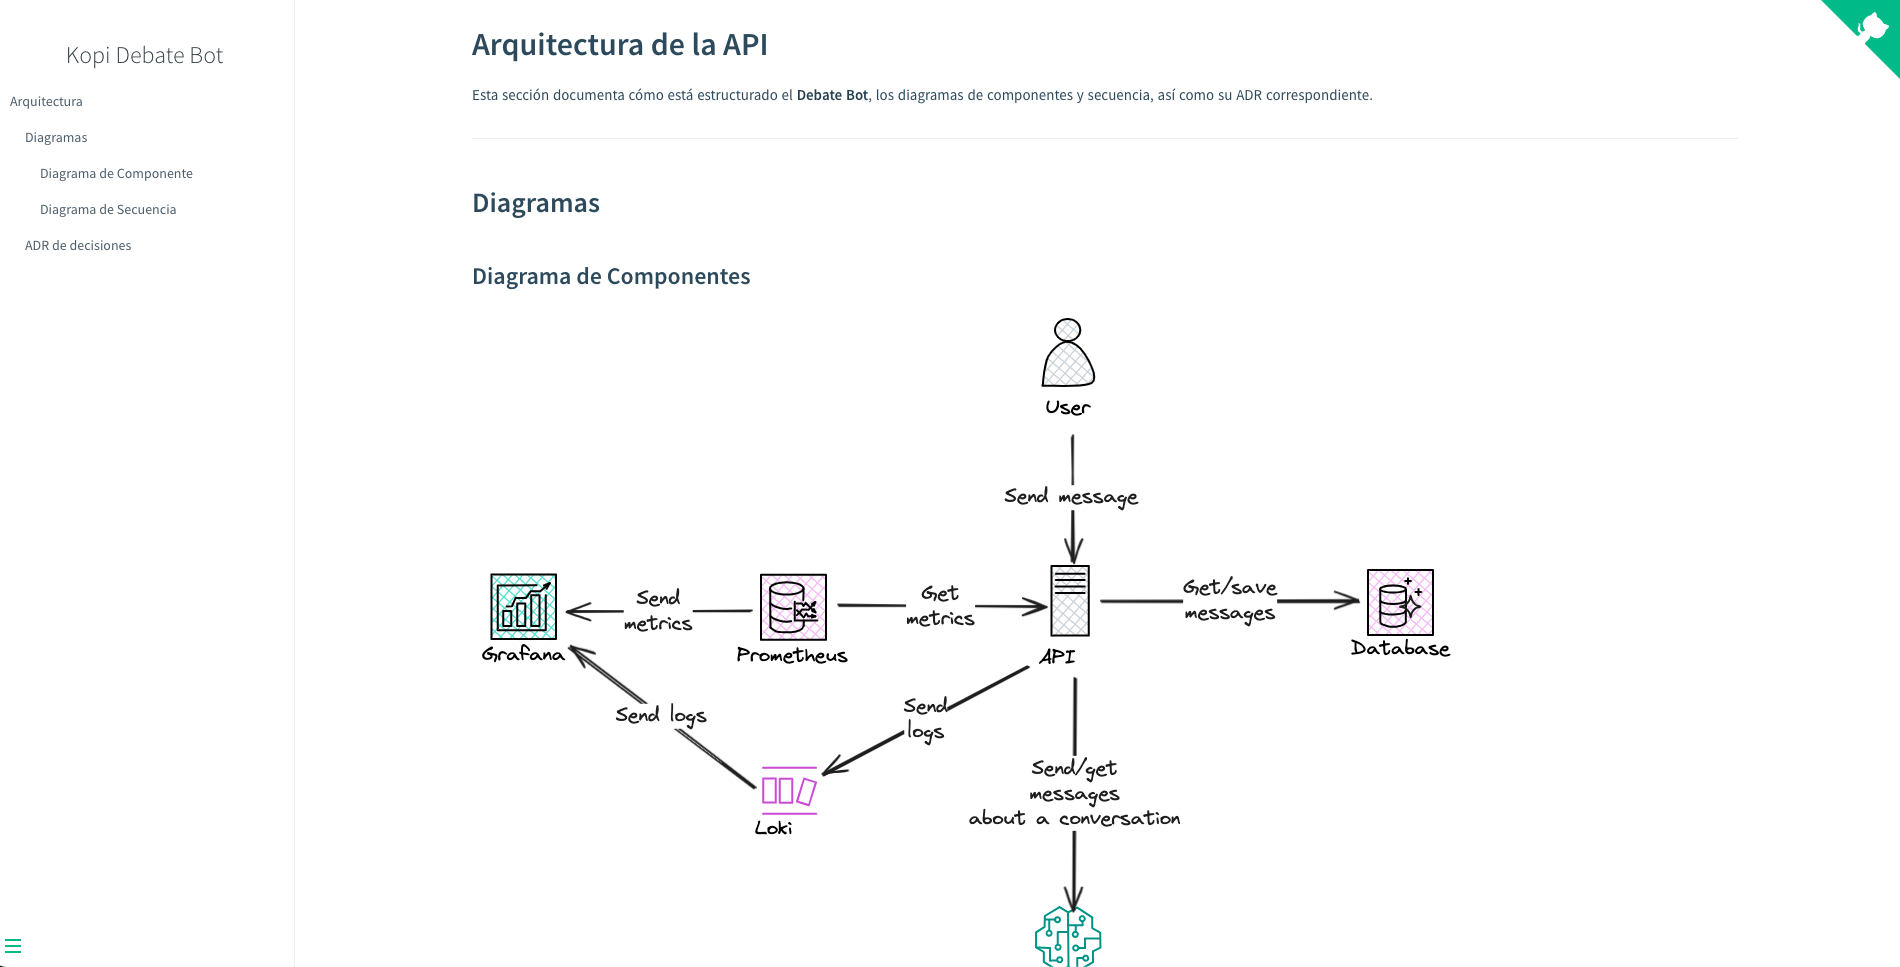 Kopi Debate Bot
Arquitectura
Diagramas
Diagrama de Componente
Diagrama de Secuencia
ADR de decisiones
Arquitectura de la API
Esta sección documenta cómo está estructurado el Debate Bot, los diagramas de componentes y secuencia, así como su ADR correspondiente.
Diagramas
Diagrama de Componentes
User
Send message
Send
metrics
Get
metrics
Get/save
messages
Grafana
Prometheus
API
Database
Send logs
Send
logs
Loki
Send/get
messages
about a conversation